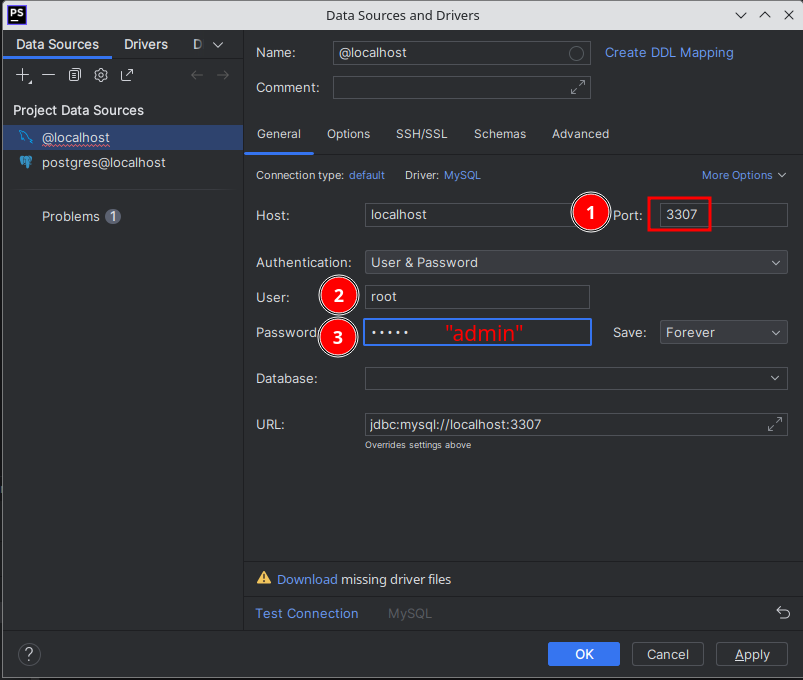 PS
Data Sources and Drivers
Data Sources Drivers D
Name: @localhost Create DDL Mapping
Comment:
Project Data Sources
@localhost
postgres@localhost
Problems 1
General Options SSH/SSL Schemas Advanced
Connection type: default Driver: MySQL More Options
Host: localhost 1 Port: 3307
Authentication: User & Password
User: 2 root
Password 3 ••••• "admin" Save: Forever
Database:
URL: jdbc:mysql://localhost:3307
Overrides settings above
Download missing driver files
Test Connection MySQL
? OK Cancel Apply